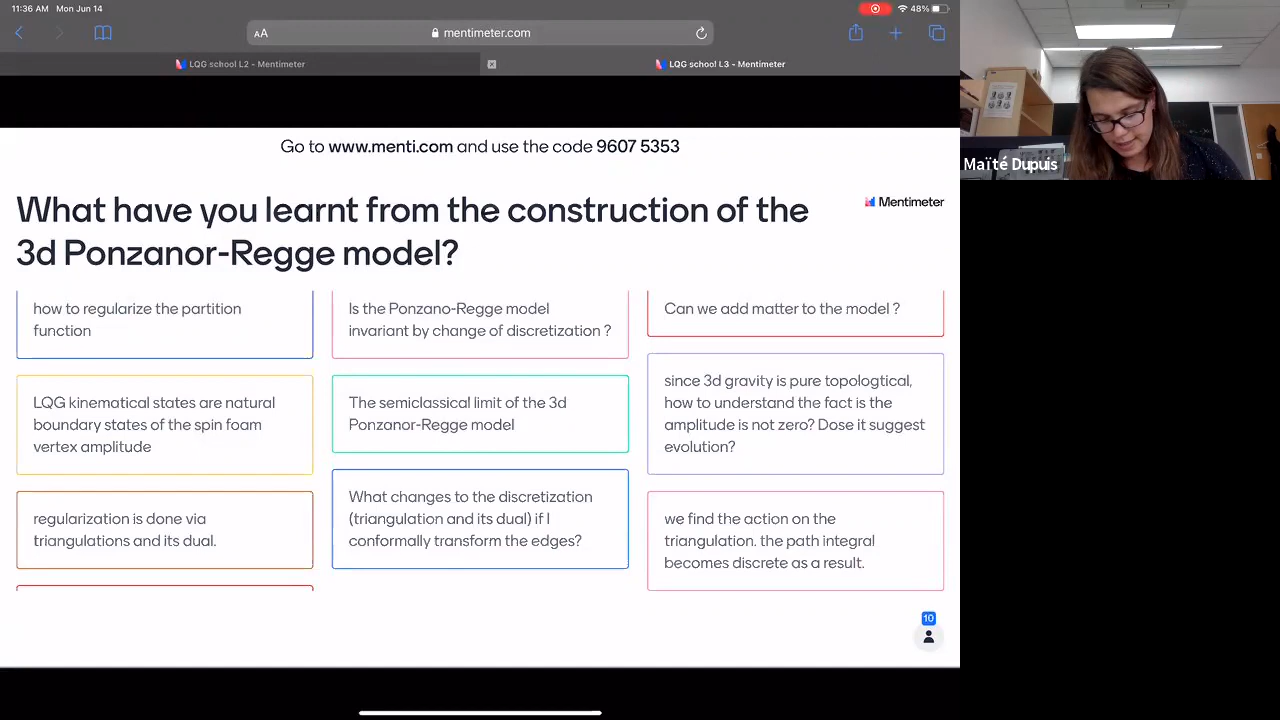 11:36 AM Mon Jun 14
48%
AA
mentimeter.com
LQG school L2 - Mentimeter
LQG school L3 - Mentimeter
Go to www.menti.com and use the code 9607 5353
What have you learnt from the construction of the
3d Ponzanor-Regge model?
Mentimeter
how to regularize the partition
function
Is the Ponzano-Regge model
invariant by change of discretization ?
Can we add matter to the model ?
LQG kinematical states are natural
boundary states of the spin foam
vertex amplitude
The semiclassical limit of the 3d
Ponzanor-Regge model
since 3d gravity is pure topologtical,
how to understand the fact is the
amplitude is not zero? Dose it suggest
evolution?
regularization is done via
triangulations and its dual.
What changes to the discretization
(triangulation and its dual) if I
conformally transform the edges?
we find the action on the
triangulation. the path integral
becomes discrete as a result.
10
Maïté Dupuis